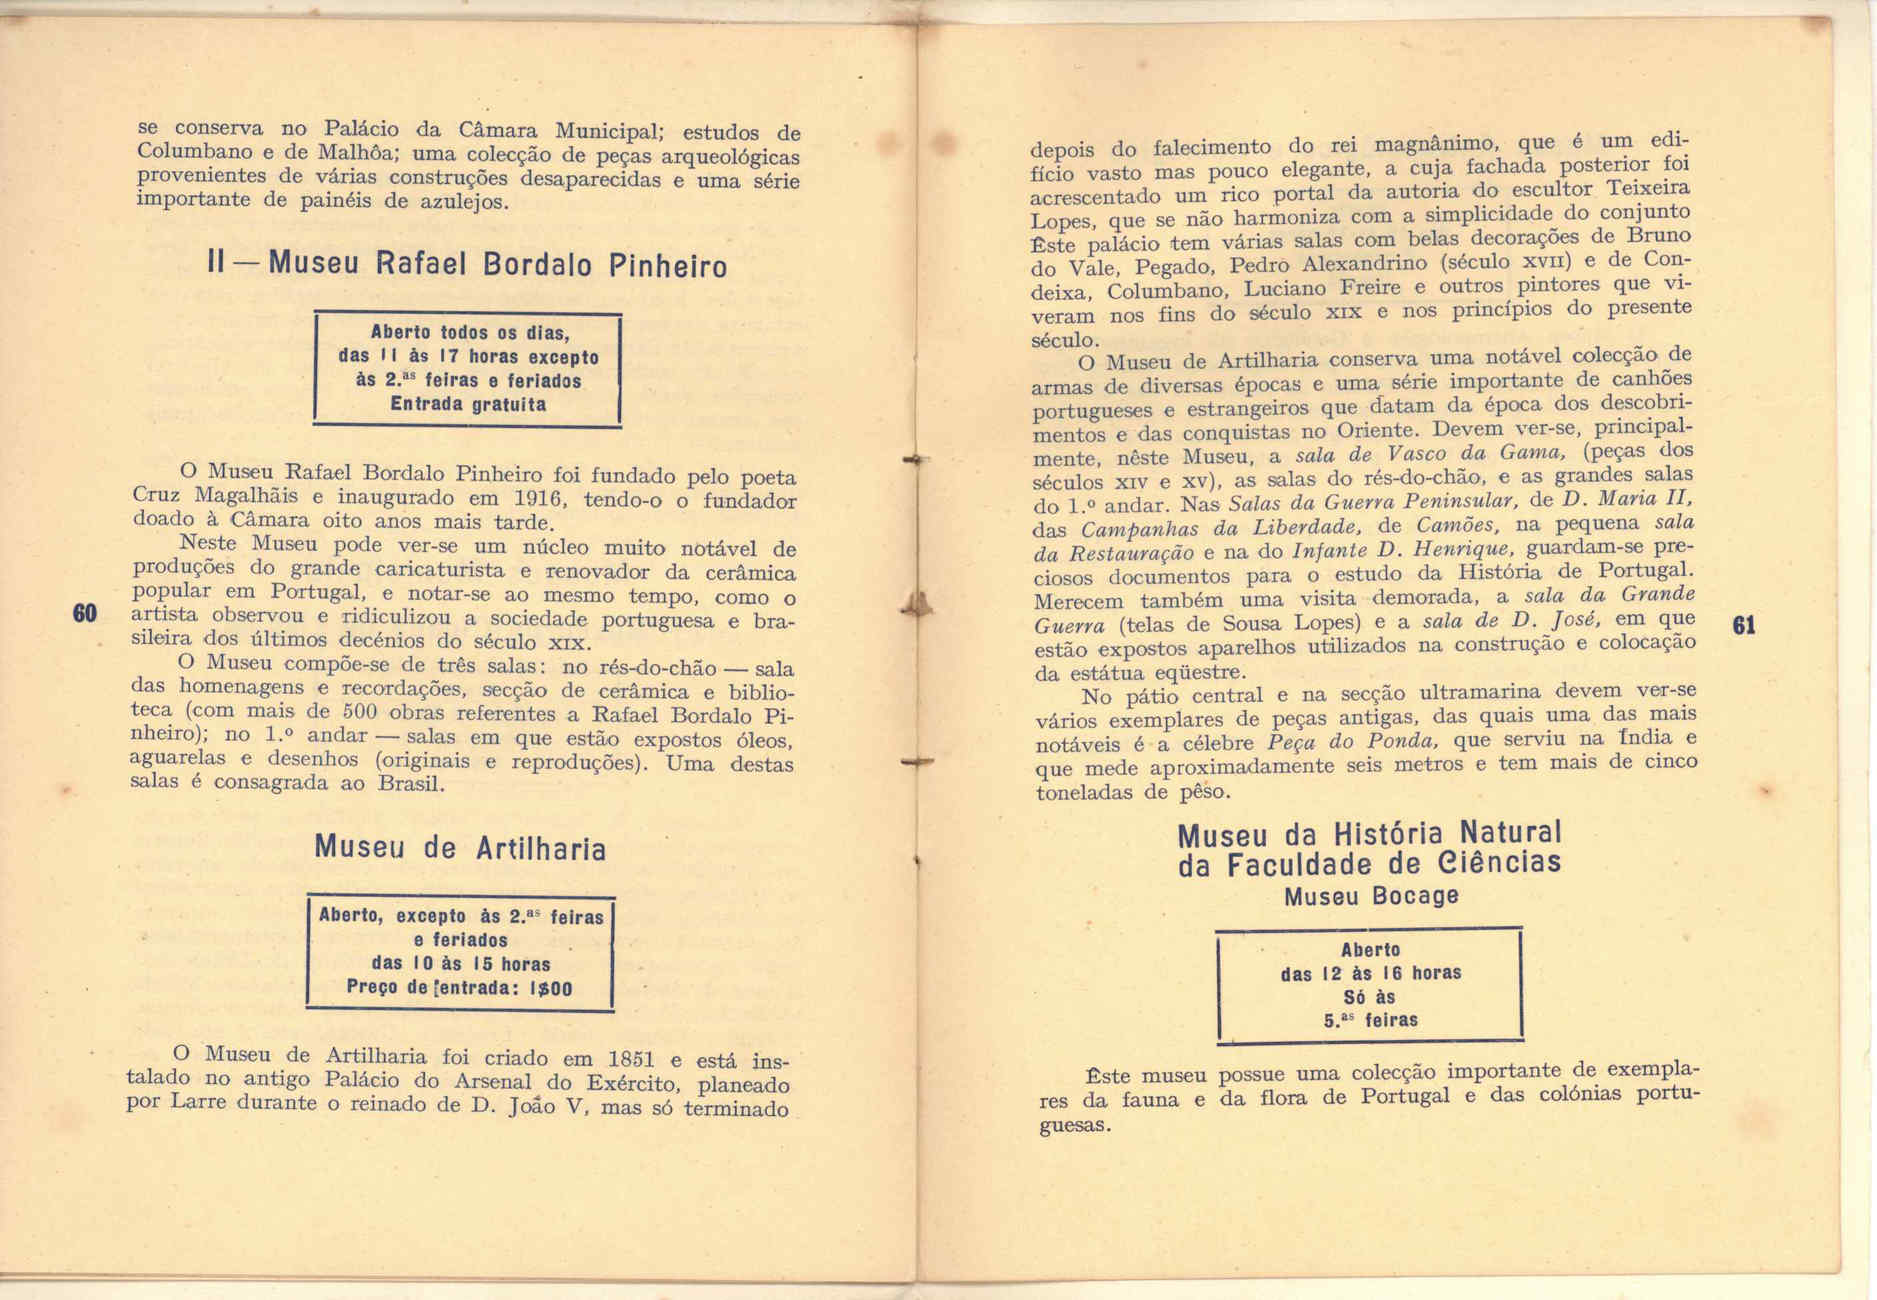 se conserva no Palácio da Câmara Municipal; estudos de
Columbano e de Malhôa; uma colecção de peças arqueológicas
provenientes de várias construções desaparecidas e uma série
importante de painéis de azulejos.
II — Museu Rafael Bordalo Pinheiro
Aberto todos os dias,
das 11 às 17 horas excepto
às 2.as feiras e feriados
Entrada gratuita
O Museu Rafael Bordalo Pinheiro foi fundado pelo poeta
Cruz Magalhãis e inaugurado em 1916, tendo-o o fundador
doado à Câmara oito anos mais tarde.
Neste Museu pode ver-se um núcleo muito notável de
produções do grande caricaturista e renovador da cerâmica
popular em Portugal, e notar-se ao mesmo tempo, como o
artista observou e ridiculizou a sociedade portuguesa e bra-
sileira dos últimos decénios do século XIX.
O Museu compõe-se de três salas: no rés-do-chão — sala
das homenagens e recordações, secção de cerâmica e biblio-
teca (com mais de 500 obras referentes a Rafael Bordalo Pi-
nheiro); no 1.º andar — salas em que estão expostos óleos,
aguarelas e desenhos (originais e reproduções). Uma destas
salas é consagrada ao Brasil.
Museu de Artilharia
Aberto, excepto às 2.as feiras
e feriados
das 10 às 15 horas
Preço de [entrada: 1$00
O Museu de Artilharia foi criado em 1851 e está ins-
talado no antigo Palácio do Arsenal do Exército, planeado
por Larre durante o reinado de D. João V, mas só terminado
60
depois do falecimento do rei magnânimo, que é um edi-
fício vasto mas pouco elegante, a cuja fachada posterior foi
acrescentado um rico portal da autoria do escultor Teixeira
Lopes, que se não harmoniza com a simplicidade do conjunto
Êste palácio tem várias salas com belas decorações de Bruno
do Vale, Pegado, Pedro Alexandrino (século XVII) e de Con-
deixa, Columbano, Luciano Freire e outros pintores que vi-
veram nos fins do século XIX e nos princípios do presente
século.
O Museu de Artilharia conserva uma notável colecção de
armas de diversas épocas e uma série importante de canhões
portugueses e estrangeiros que datam da época dos descobri-
mentos e das conquistas no Oriente. Devem ver-se, principal-
mente, nêste Museu, a sala de Vasco da Gama, (peças dos
séculos XIV e XV), as salas do rés-do-chão, e as grandes salas
do 1.º andar. Nas Salas da Guerra Peninsular, de D. Maria II,
das Campanhas da Liberdade, de Camões, na pequena sala
da Restauração e na do Infante D. Henrique, guardam-se pre-
ciosos documentos para o estudo da História de Portugal.
Merecem também uma visita demorada, a sala da Grande
Guerra (telas de Sousa Lopes) e a sala de D. José, em que
estão expostos aparelhos utilizados na construção e colocação
da estátua eqüestre.
No pátio central e na secção ultramarina devem ver-se
vários exemplares de peças antigas, das quais uma das mais
notáveis é a célebre Peça do Ponda, que serviu na Índia e
que mede aproximadamente seis metros e tem mais de cinco
toneladas de pêso.
Museu da História Natural
da Faculdade de Ciências
Museu Bocage
Aberto
das 12 às 16 horas
Só às
5.as feiras
Êste museu possue uma colecção importante de exempla-
res da fauna e da flora de Portugal e das colónias portu-
guesas.
61